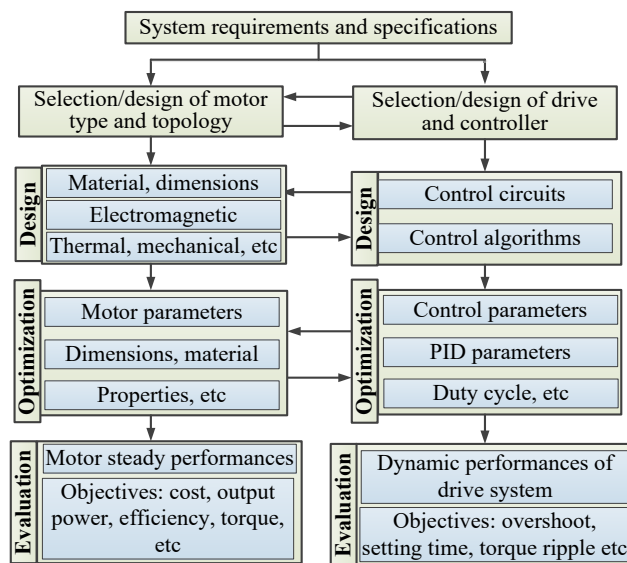 System requirements and specifications
Selection/design of motor
type and topology
Selection/design of drive
and controller
Design
Material, dimensions
Electromagnetic
Thermal, mechanical, etc
Design
Control circuits
Control algorithms
Optimization
Motor parameters
Dimensions, material
Properties, etc
Optimization
Control parameters
PID parameters
Duty cycle, etc
Evaluation
Motor steady performances
Objectives: cost, output
power, efficiency, torque,
etc
Evaluation
Dynamic performances of
drive system
Objectives: overshoot,
setting time, torque ripple etc